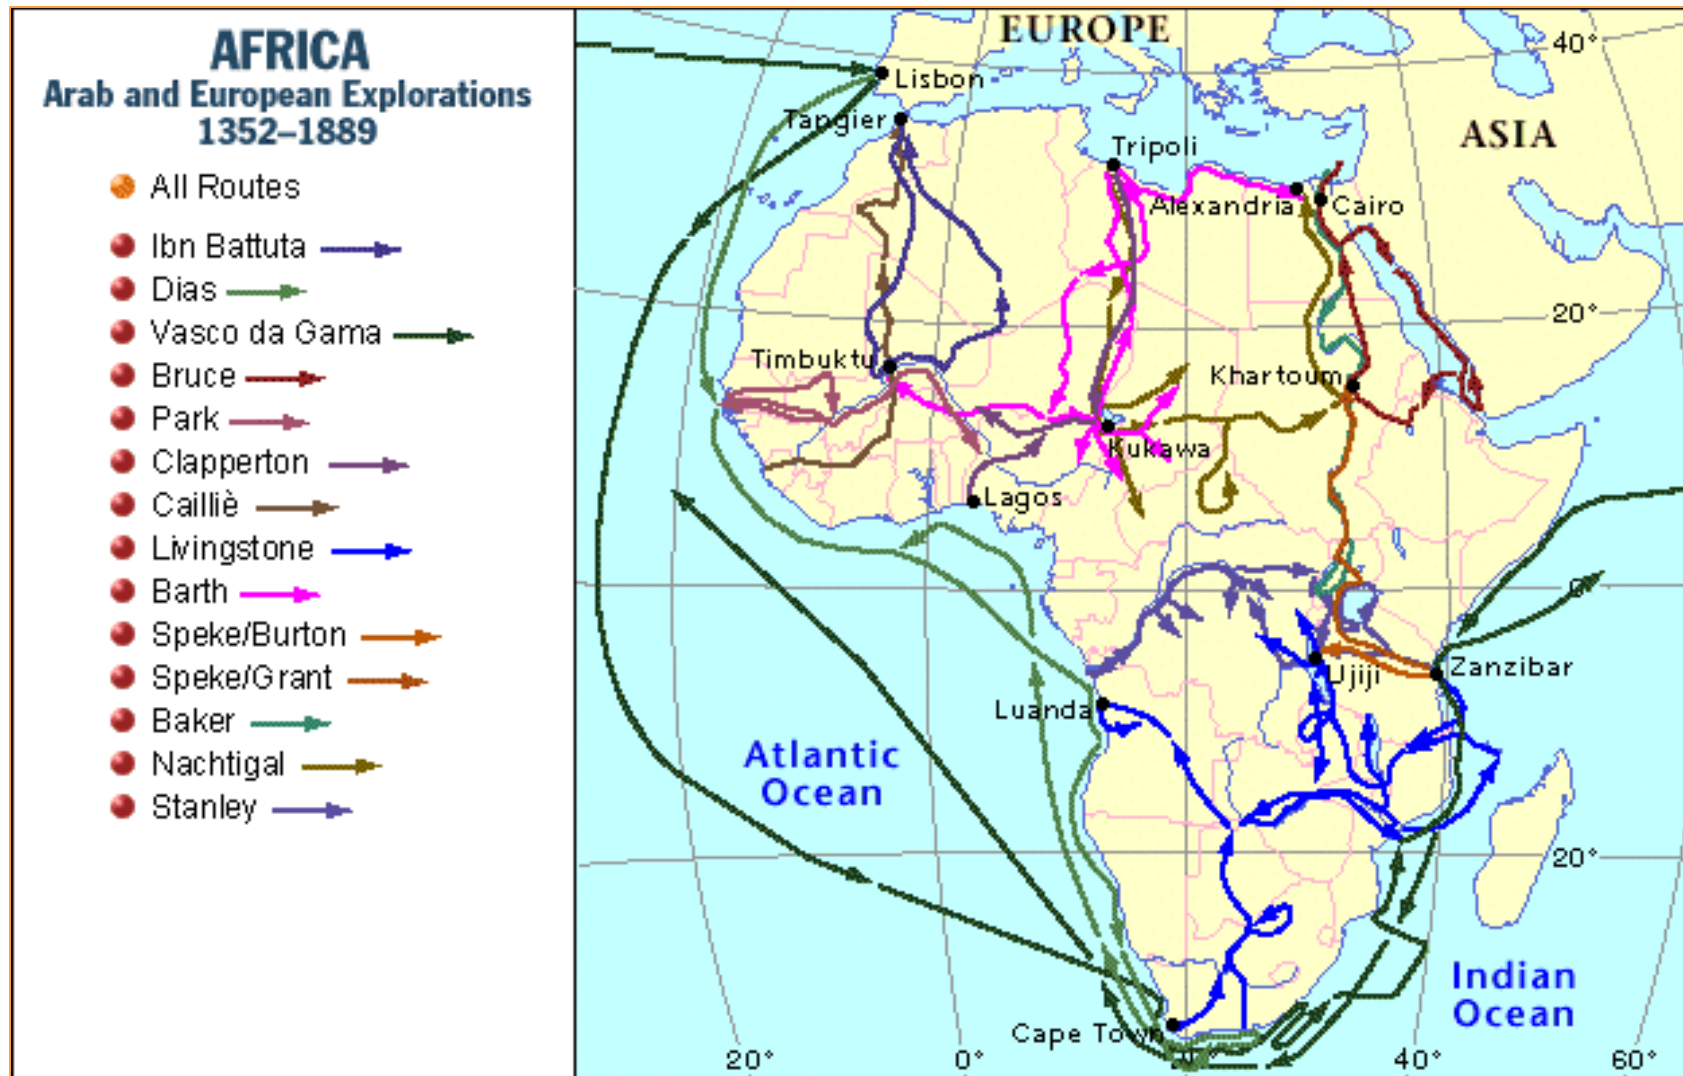 AFRICA
Arab and European Explorations
1352–1889
All Routes
Ibn Battuta
Dias
Vasco da Gama
Bruce
Park
Clapperton
Cailliè
Livingstone
Barth
Speke/Burton
Speke/Grant
Baker
Nachtigal
Stanley
EUROPE
40°
Lisbon
Tangier
ASIA
Tripoli
Alexandria
Cairo
20°
Timbuktu
Khartoum
Kukawa
Lagos
0°
Ujiji
Zanzibar
Luanda
Atlantic
Ocean
20°
Indian
Ocean
Cape Town
20°
0°
20°
40°
60°